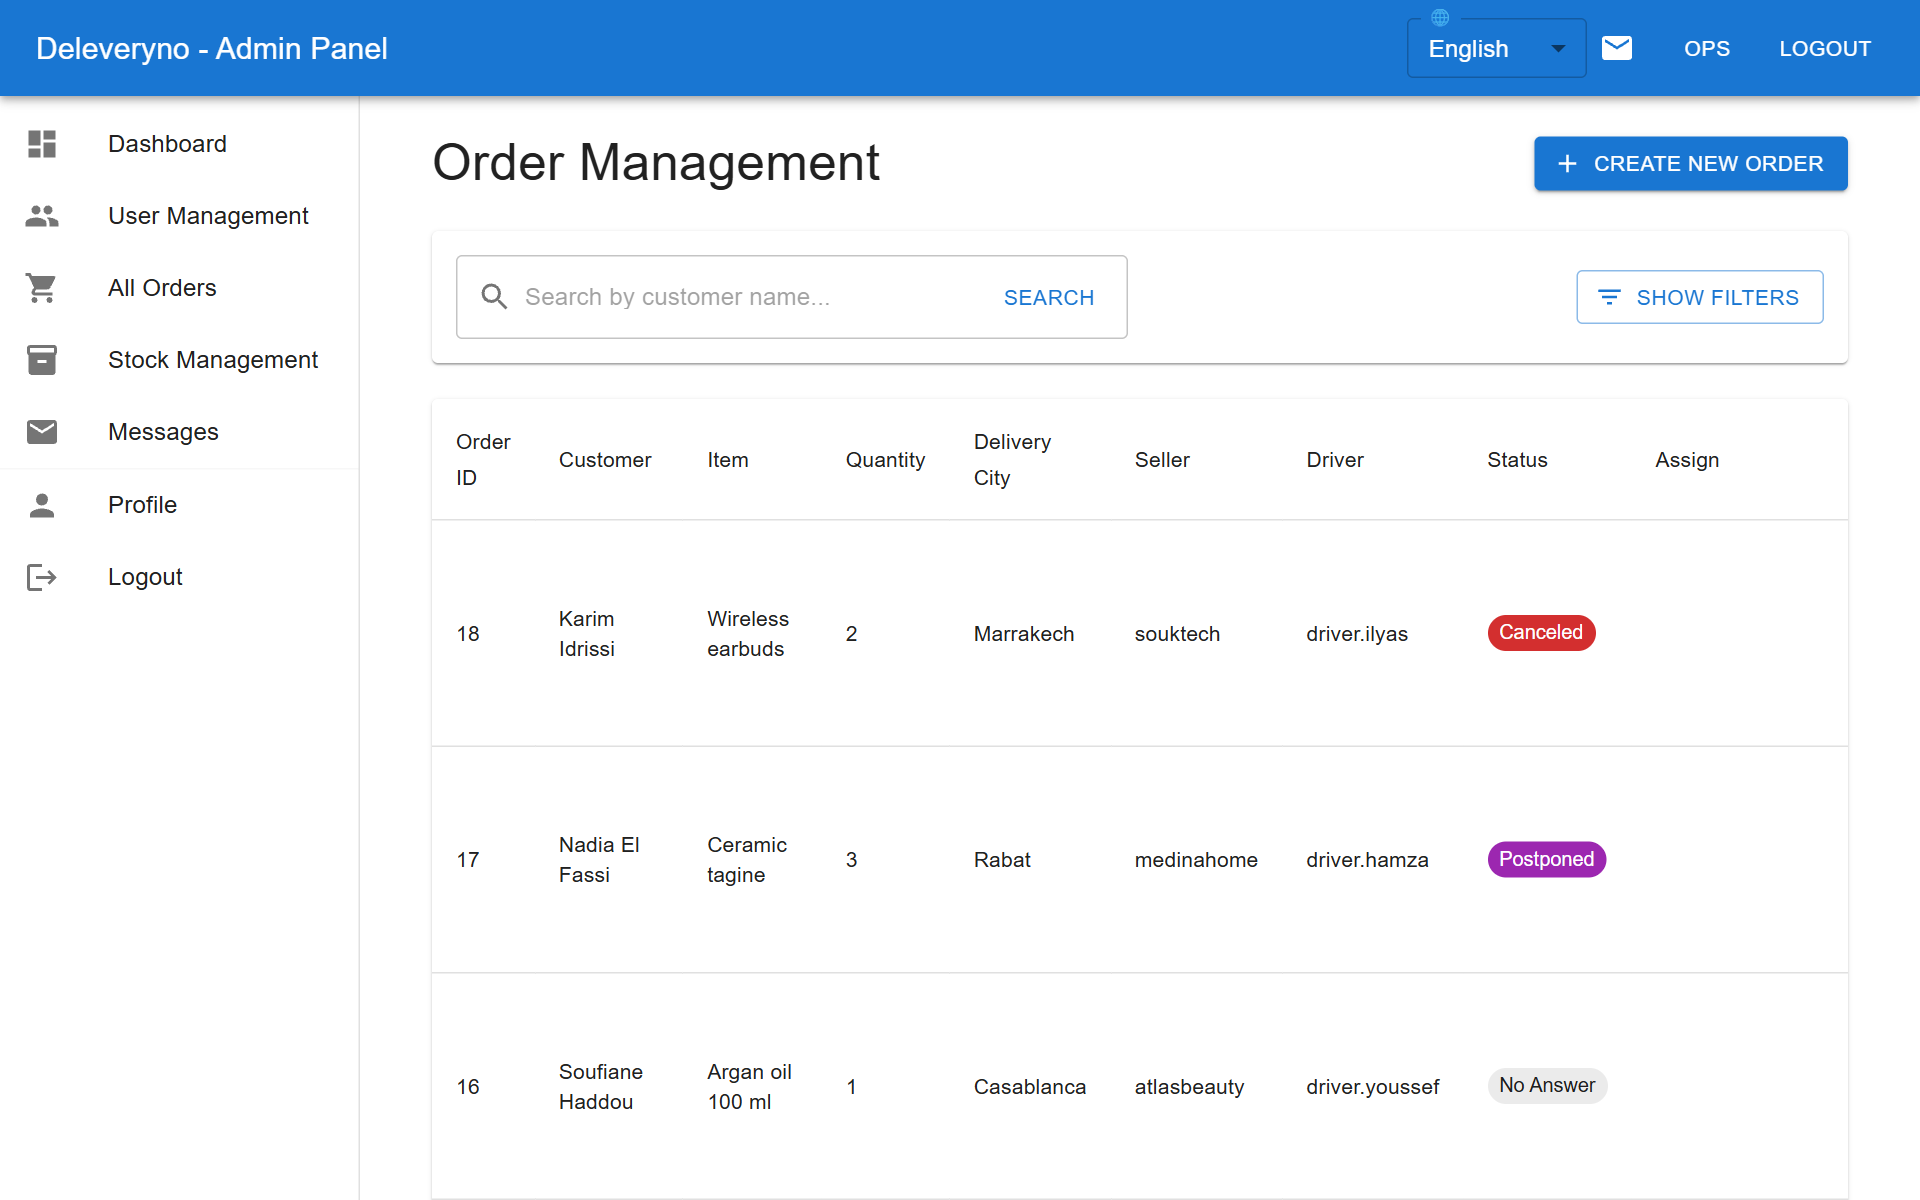 Deleveryno - Admin Panel
English
OPS
LOGOUT
Dashboard
User Management
All Orders
Stock Management
Messages
Profile
Logout
Order Management
CREATE NEW ORDER
Search by customer name...
SEARCH
SHOW FILTERS
Order ID
Customer
Item
Quantity
Delivery City
Seller
Driver
Status
Assign
18
Karim
Idrissi
Wireless
earbuds
2
Marrakech
souktech
driver.ilyas
Canceled
17
Nadia El
Fassi
Ceramic
tagine
3
Rabat
medinahome
driver.hamza
Postponed
16
Soufiane
Haddou
Argan oil
100 ml
1
Casablanca
atlasbeauty
driver.youssef
No Answer